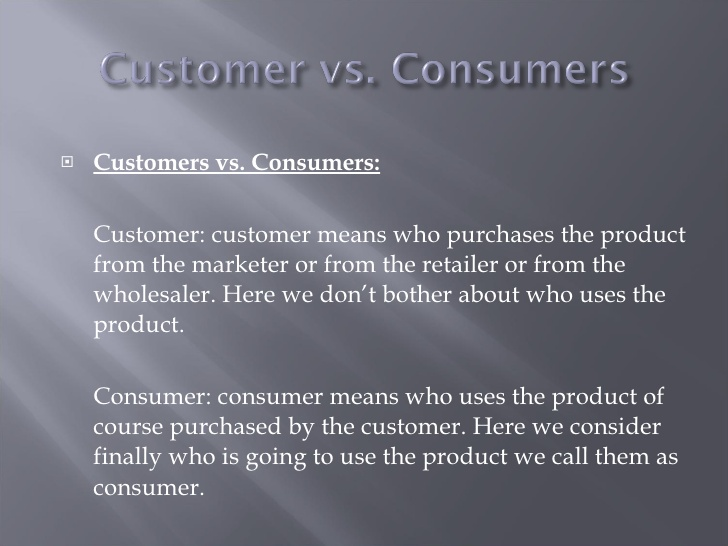 Customer vs. Consumers
Customers vs. Consumers:
Customer: customer means who purchases the product
from the marketer or from the retailer or from the
wholesaler. Here we don’t bother about who uses the
product.
Consumer: consumer means who uses the product of
course purchased by the customer. Here we consider
finally who is going to use the product we call them as
consumer.